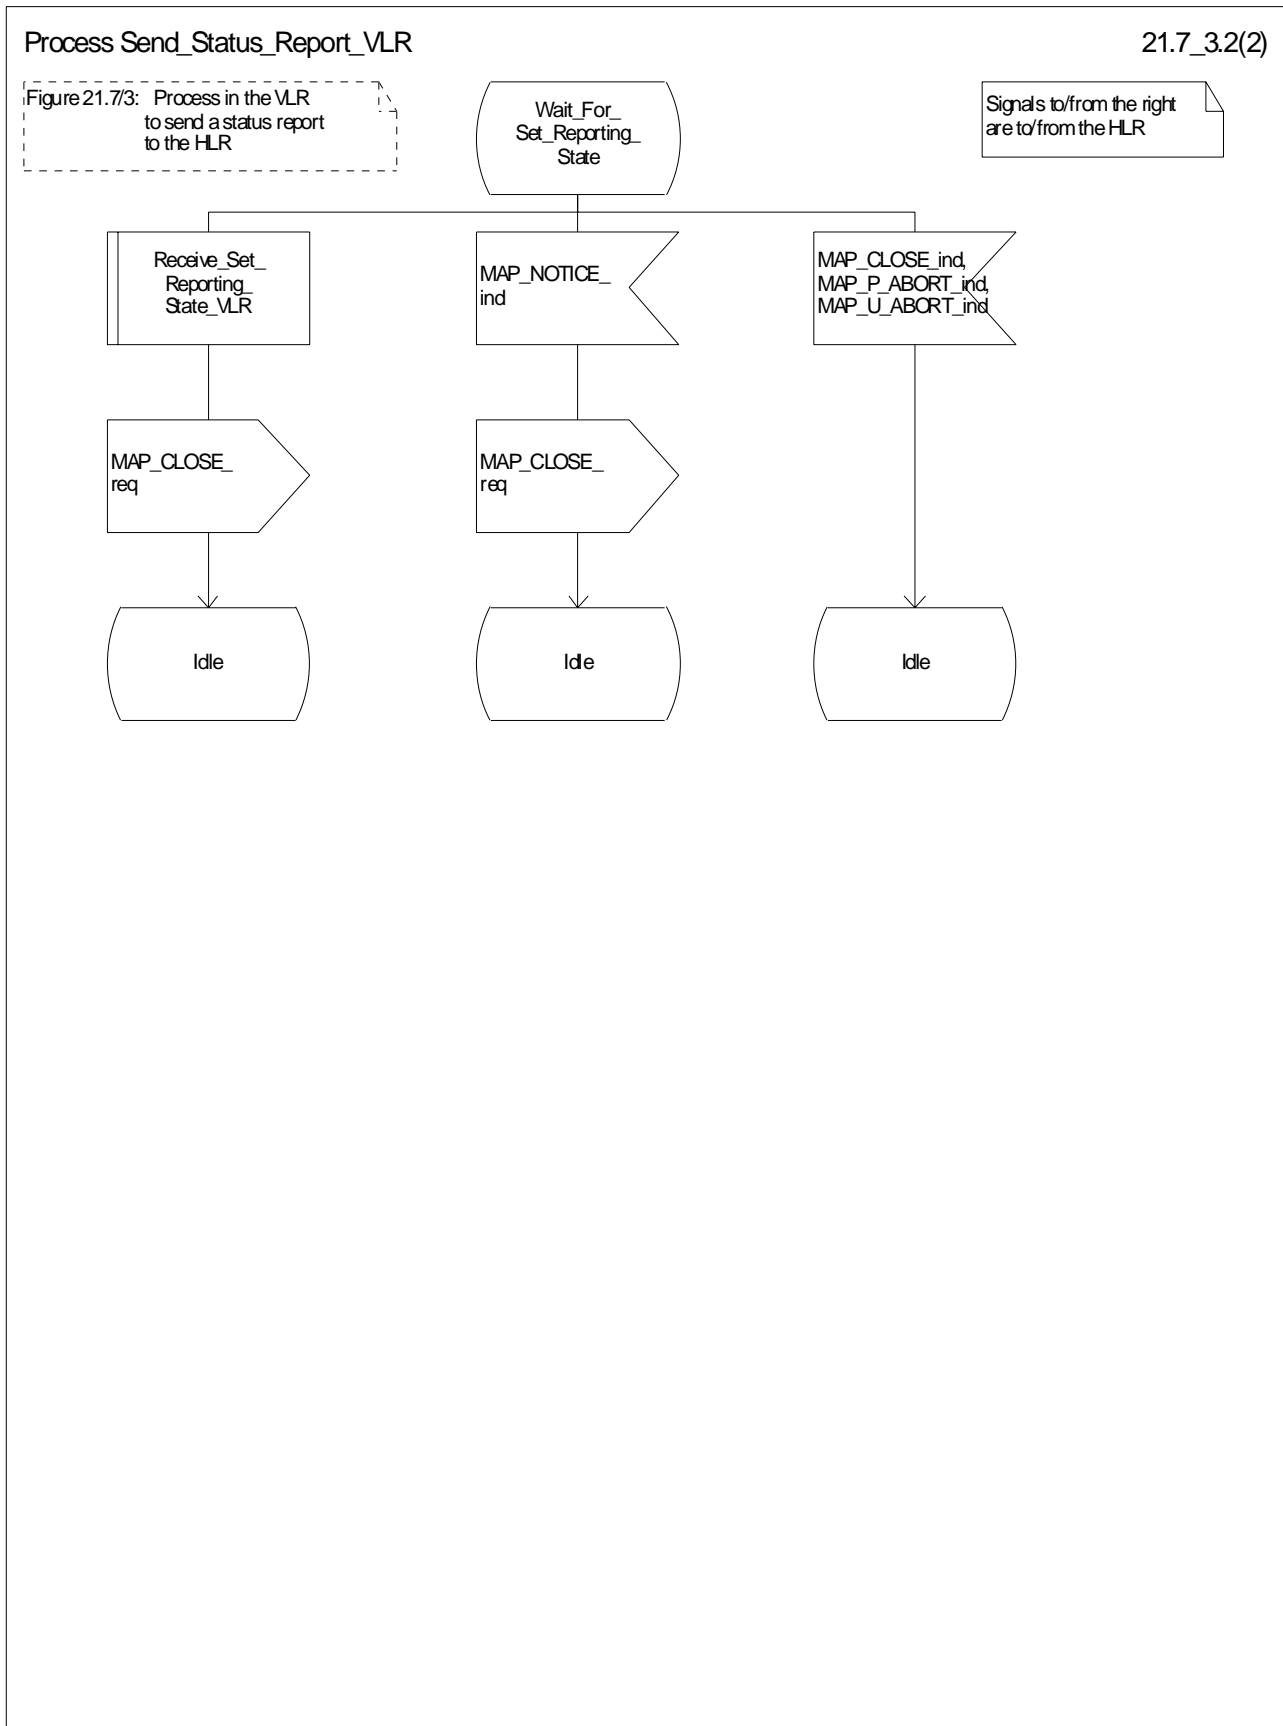 Process Send_Status_Report_VLR
21.7_3.2(2)
Figure 21.7/3: Process in the VLR
to send a status report
to the HLR
Wait_For_
Set_Reporting_
State
Signals to/from the right
are to/from the HLR
Receive_Set_
Reporting_
State_VLR
MAP_NOTICE_
ind
MAP_CLOSE_ind,
MAP_P_ABORT_ind,
MAP_U_ABORT_ind
MAP_CLOSE_
req
MAP_CLOSE_
req
Idle
Idle
Idle